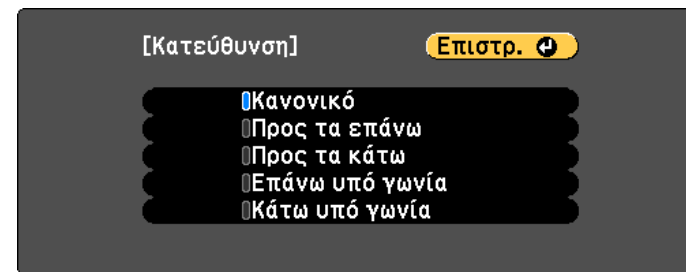 [Κατεύθυνση] Επιστρ.
Κανονικό
Προς τα επάνω
Προς τα κάτω
Επάνω υπό γωνία
Κάτω υπό γωνία